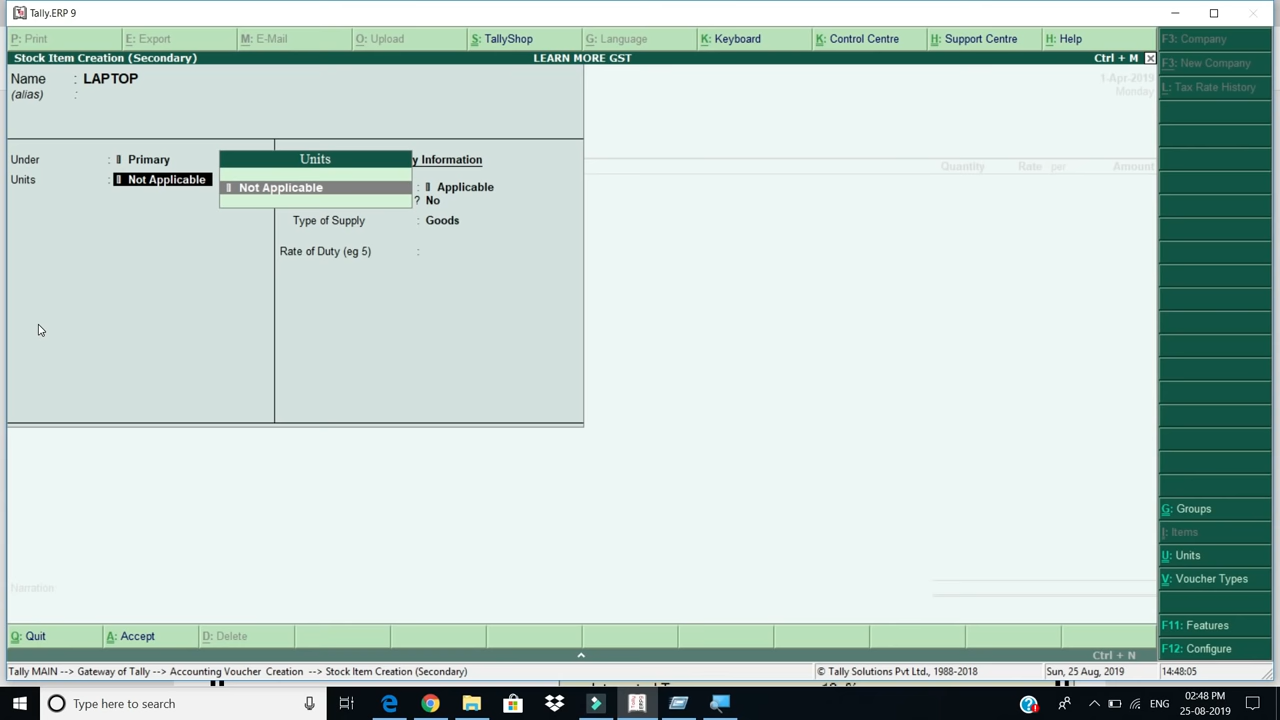 Tally.ERP 9
P: Print
E: Export
M: E-Mail
O: Upload
S: TallyShop
G: Language
K: Keyboard
K: Control Centre
H: Support Centre
H: Help
F3: Company
Stock Item Creation (Secondary)
LEARN MORE GST
Ctrl + M
F3: New Company
Name : LAPTOP
1-Apr-2019
L: Tax Rate History
(alias) :
Monday
Under : Primary
Units
y Information
Quantity Rate per Amount
Units : Not Applicable
Not Applicable
: Applicable
? No
Type of Supply : Goods
Rate of Duty (eg 5) :
G: Groups
I: Items
U: Units
V: Voucher Types
Narration
F11: Features
Q: Quit
A: Accept
D: Delete
F12: Configure
Ctrl + N
Tally MAIN --> Gateway of Tally --> Accounting Voucher Creation --> Stock Item Creation (Secondary)
© Tally Solutions Pvt Ltd., 1988-2018
Sun, 25 Aug, 2019
14:48:05
Type here to search
ENG
02:48 PM
25-08-2019